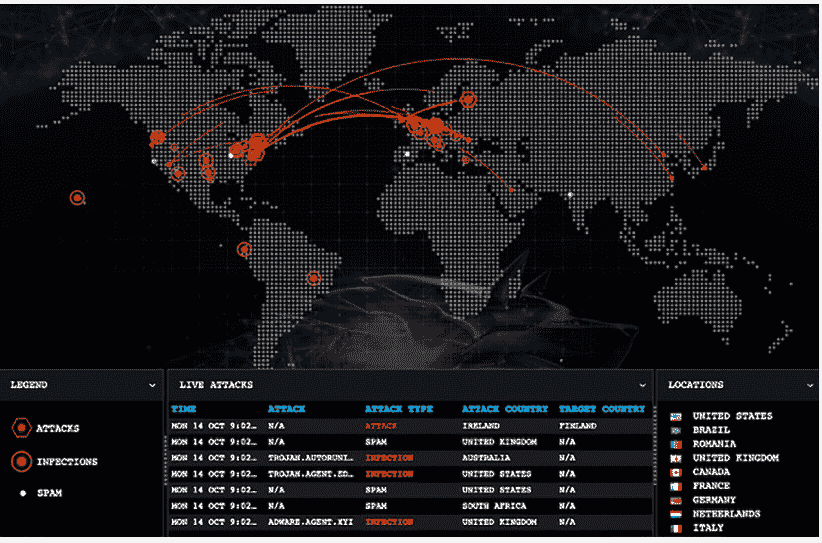 LEGEND
ATTACKS
INFECTIONS
SPAM
LIVE ATTACKS
TIME ATTACK ATTACK TYPE ATTACK COUNTRY TARGET COUNTRY
MON 14 OCT 9:02… N/A ATTACK IRELAND FINLAND
MON 14 OCT 9:02… N/A SPAM UNITED KINGDOM N/A
MON 14 OCT 9:02… TROJAN.AUTORUNI… INFECTION AUSTRALIA N/A
MON 14 OCT 9:02… TROJAN.AGENT.ED… INFECTION UNITED STATES N/A
MON 14 OCT 9:02… N/A SPAM UNITED STATES N/A
MON 14 OCT 9:02… N/A SPAM SOUTH AFRICA N/A
MON 14 OCT 9:02… ADWARE.AGENT.XYI INFECTION UNITED KINGDOM N/A
LOCATIONS
UNITED STATES
BRAZIL
ROMANIA
UNITED KINGDOM
CANADA
FRANCE
GERMANY
NETHERLANDS
ITALY